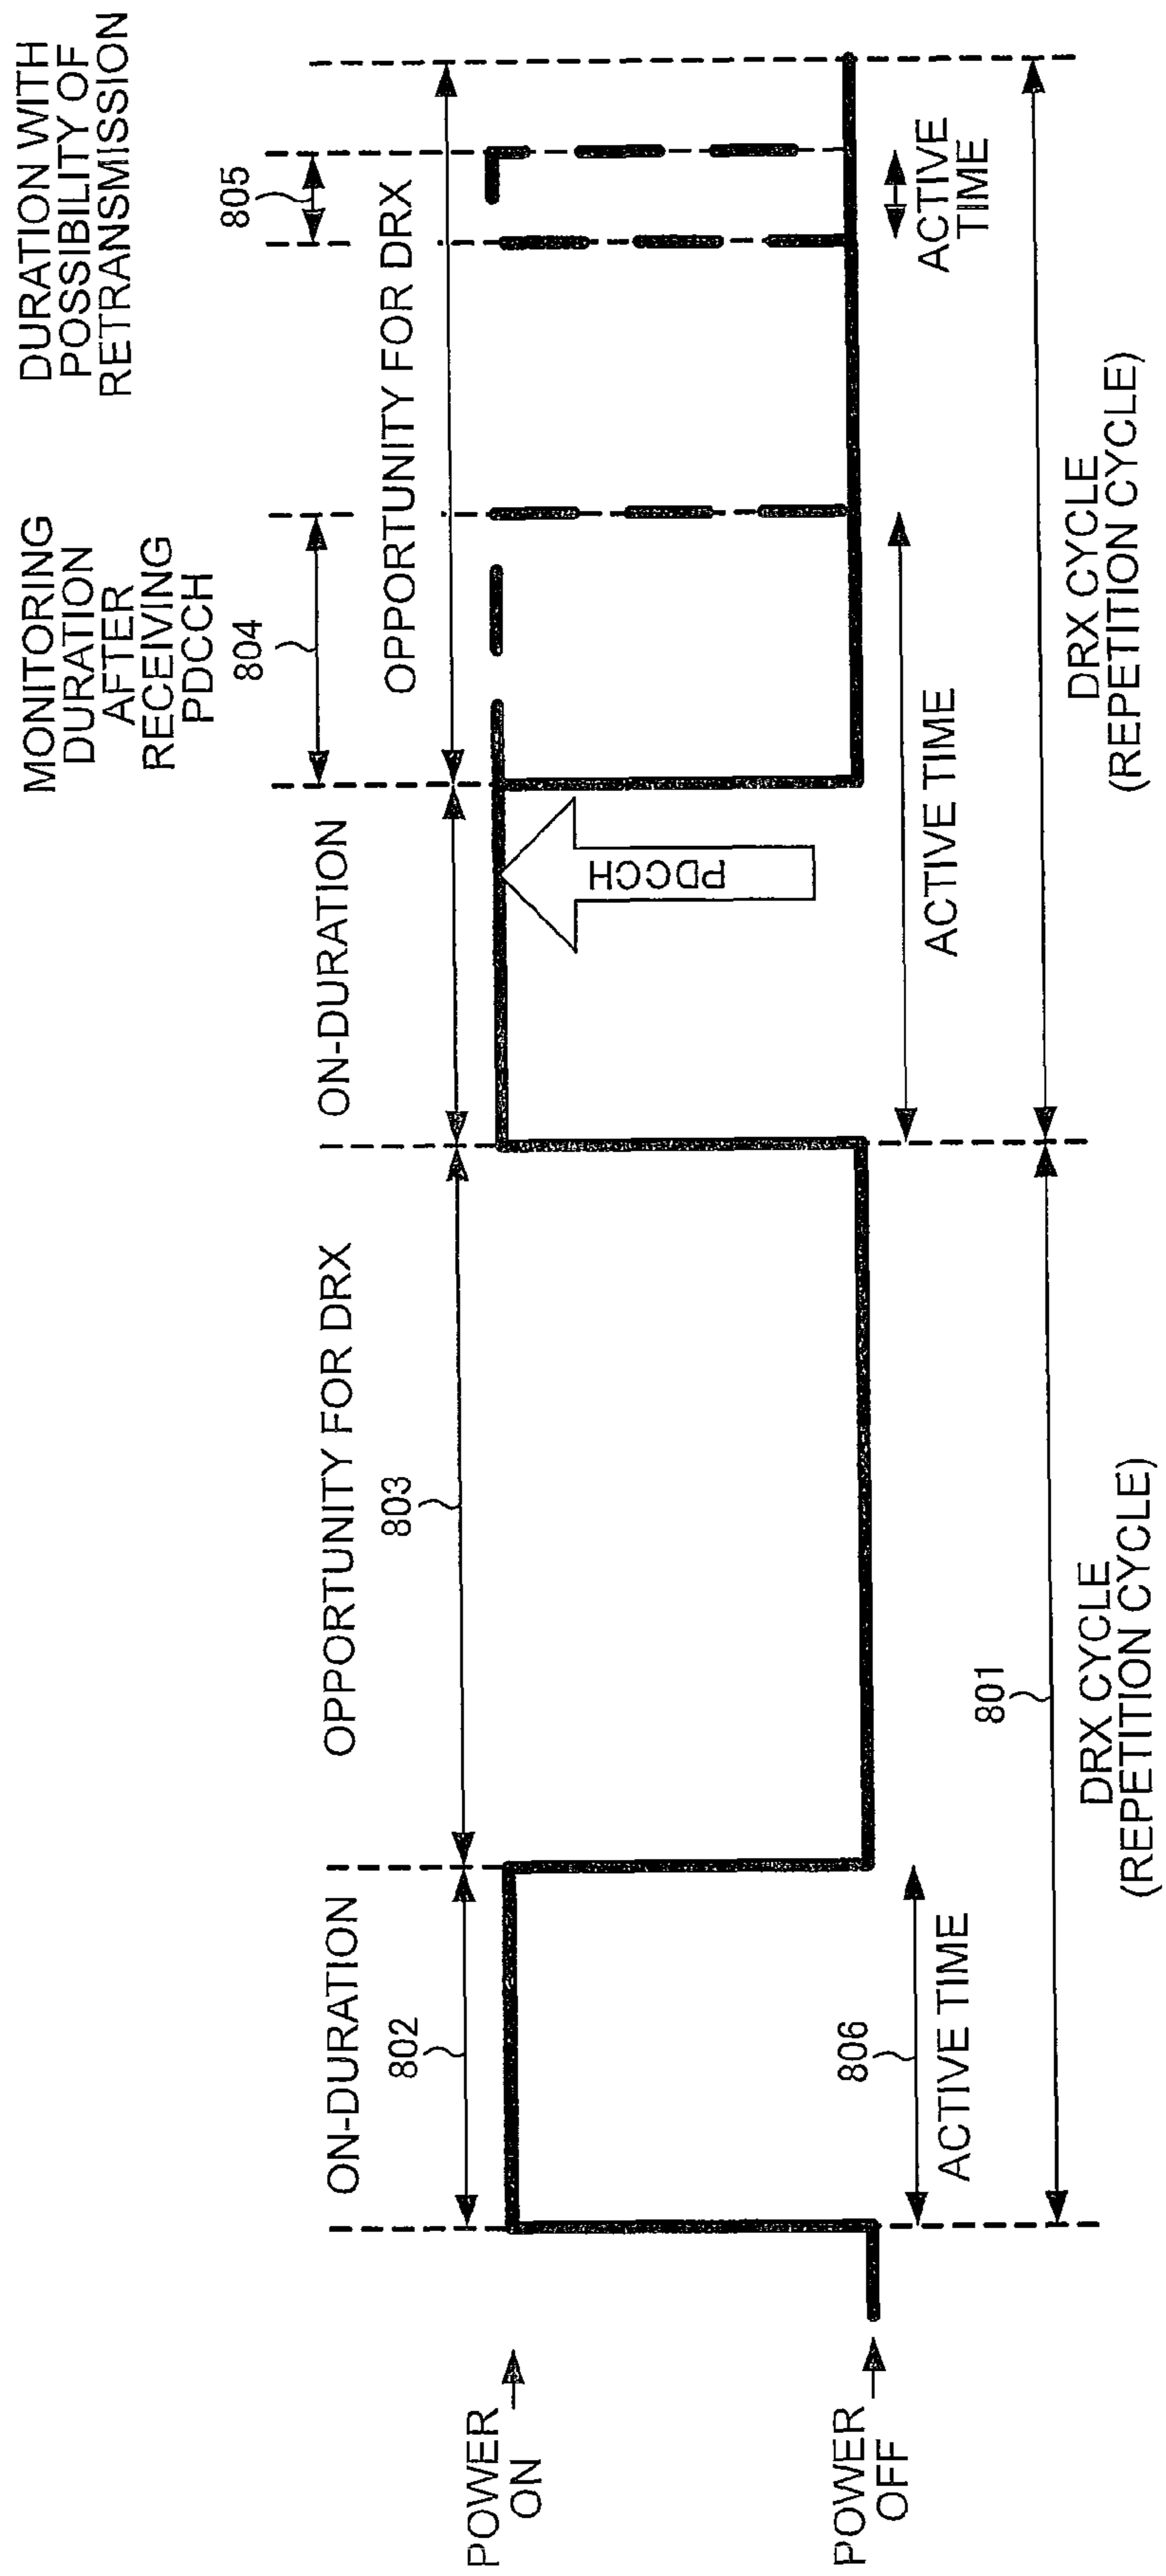 DURATION WITH
POSSIBILITY OF
RETRANSMISSION
805
MONITORING
DURATION
AFTER
RECEIVING
PDCCH
804
ON-DURATION
802
OPPORTUNITY FOR DRX
803
ON-DURATION
OPPORTUNITY FOR DRX
POWER
ON
PDCCH
POWER
OFF
806
ACTIVE TIME
ACTIVE TIME
ACTIVE
TIME
801
DRX CYCLE
(REPETITION CYCLE)
DRX CYCLE
(REPETITION CYCLE)